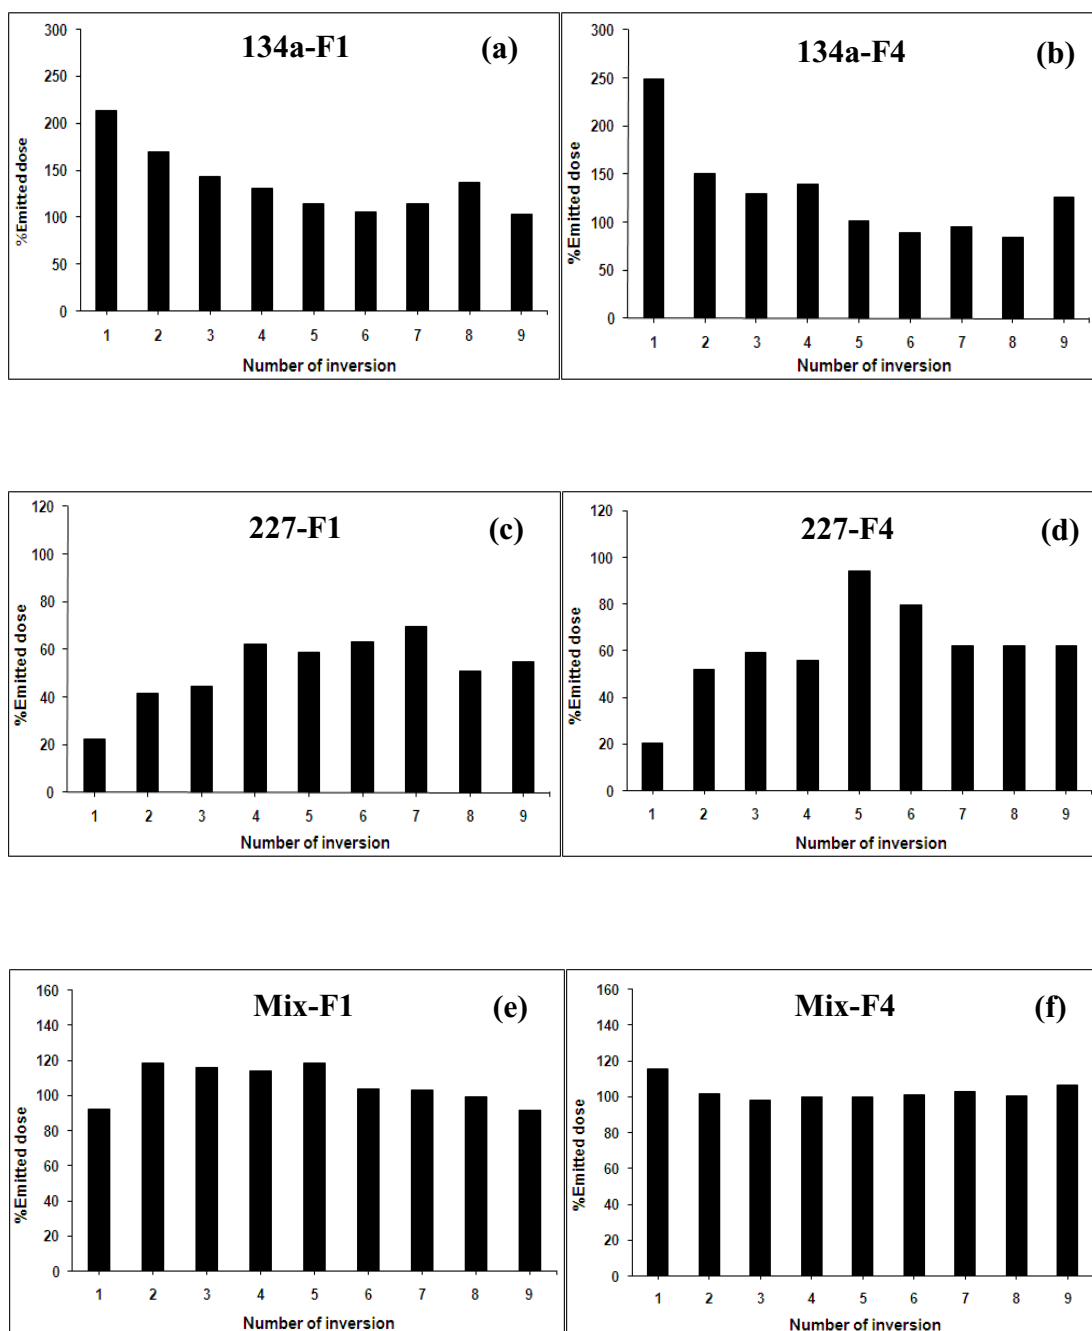 134a-F1 (a)
%Emitted dose
300
250
200
150
100
50
0
1 2 3 4 5 6 7 8 9
Number of inversion
134a-F4 (b)
%Emitted dose
300
250
200
150
100
50
0
1 2 3 4 5 6 7 8 9
Number of inversion
227-F1 (c)
%Emitted dose
120
100
80
60
40
20
0
1 2 3 4 5 6 7 8 9
Number of inversion
227-F4 (d)
%Emitted dose
120
100
80
60
40
20
0
1 2 3 4 5 6 7 8 9
Number of inversion
Mix-F1 (e)
%Emitted dose
160
140
120
100
80
60
40
20
0
1 2 3 4 5 6 7 8 9
Number of inversion
Mix-F4 (f)
%Emitted dose
160
140
120
100
80
60
40
20
0
1 2 3 4 5 6 7 8 9
Number of inversion